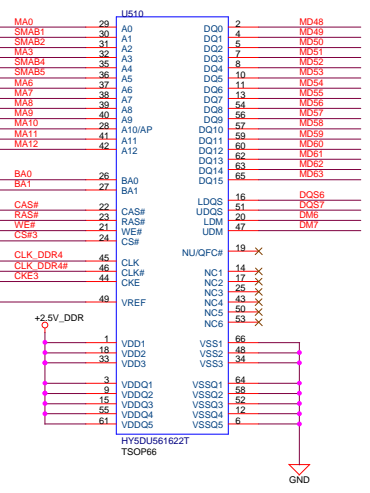 U510
MA0 29 A0 DQ0 2 MD48
SMAB1 30 A1 DQ1 4 MD49
SMAB2 31 A2 DQ2 5 MD50
MA3 32 A3 DQ3 7 MD51
SMAB4 35 A4 DQ4 8 MD52
SMAB5 36 A5 DQ5 10 MD53
MA6 37 A6 DQ6 11 MD54
MA7 38 A7 DQ7 13 MD55
MA8 39 A8 DQ8 54 MD56
MA9 40 A9 DQ9 56 MD57
MA10 28 A10/AP DQ10 57 MD58
MA11 41 A11 DQ11 59 MD59
MA12 42 A12 DQ12 60 MD60
DQ13 62 MD61
DQ14 63 MD62
BA0 26 BA0 DQ15 65 MD63
BA1 27 BA1
LDQS 16 DQS6
CAS# 22 CAS# UDQS 51 DQS7
RAS# 23 RAS# LDM 20 DM6
WE# 21 WE# UDM 47 DM7
CS#3 24 CS#
NU/QFC# 19
CLK_DDR4 45 CLK
CLK_DDR4# 46 CLK# NC1 14
CKE3 44 CKE NC2 17
NC3 25
49 VREF NC4 43
NC5 50
+2.5V_DDR NC6 53
1 VDD1 VSS1 66
18 VDD2 VSS2 48
33 VDD3 VSS3 34
3 VDDQ1 VSSQ1 64
9 VDDQ2 VSSQ2 58
15 VDDQ3 VSSQ3 52
55 VDDQ4 VSSQ4 12
61 VDDQ5 VSSQ5 6
HY5DU561622T
TSOP66
GND